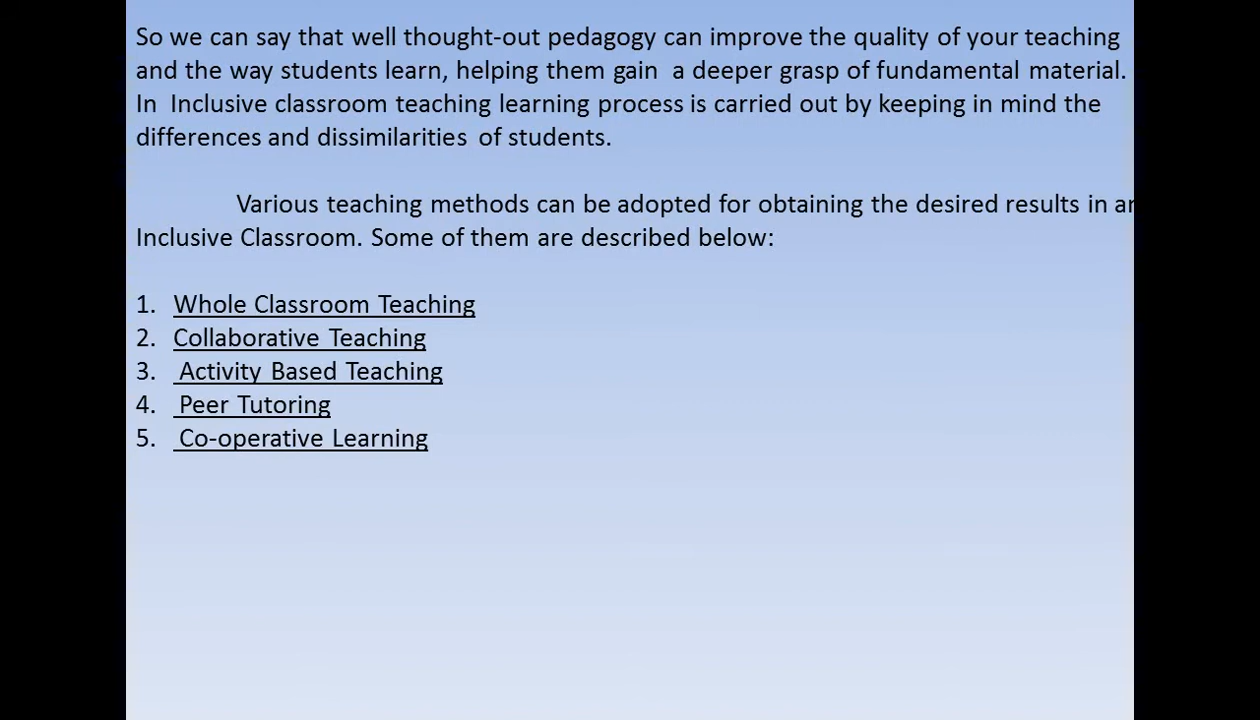 So we can say that well thought-out pedagogy can improve the quality of your teaching
and the way students learn, helping them gain a deeper grasp of fundamental material.
In Inclusive classroom teaching learning process is carried out by keeping in mind the
differences and dissimilarities of students.
Various teaching methods can be adopted for obtaining the desired results in an
Inclusive Classroom. Some of them are described below:
1. Whole Classroom Teaching
2. Collaborative Teaching
3. Activity Based Teaching
4. Peer Tutoring
5. Co-operative Learning